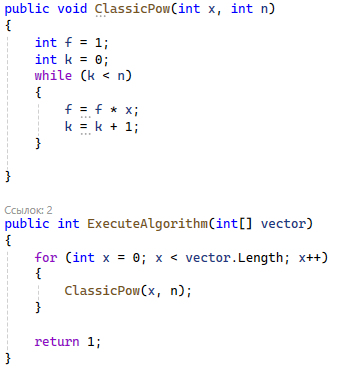 public void ClassicPow(int x, int n)
{
    int f = 1;
    int k = 0;
    while (k < n)
    {
        f = f * x;
        k = k + 1;
    }

}

Ссылок: 2
public int ExecuteAlgorithm(int[] vector)
{
    for (int x = 0; x < vector.Length; x++)
    {
        ClassicPow(x, n);
    }

    return 1;
}